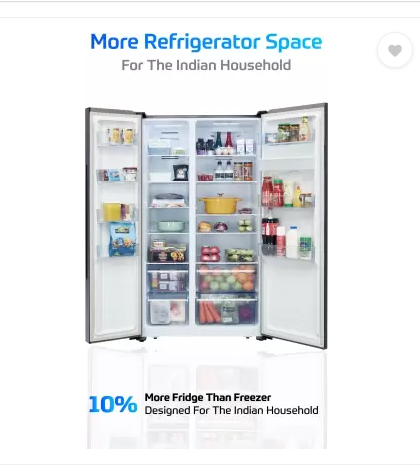 More Refrigerator Space
For The Indian Household
10%
More Fridge Than Freezer
Designed For The Indian Household